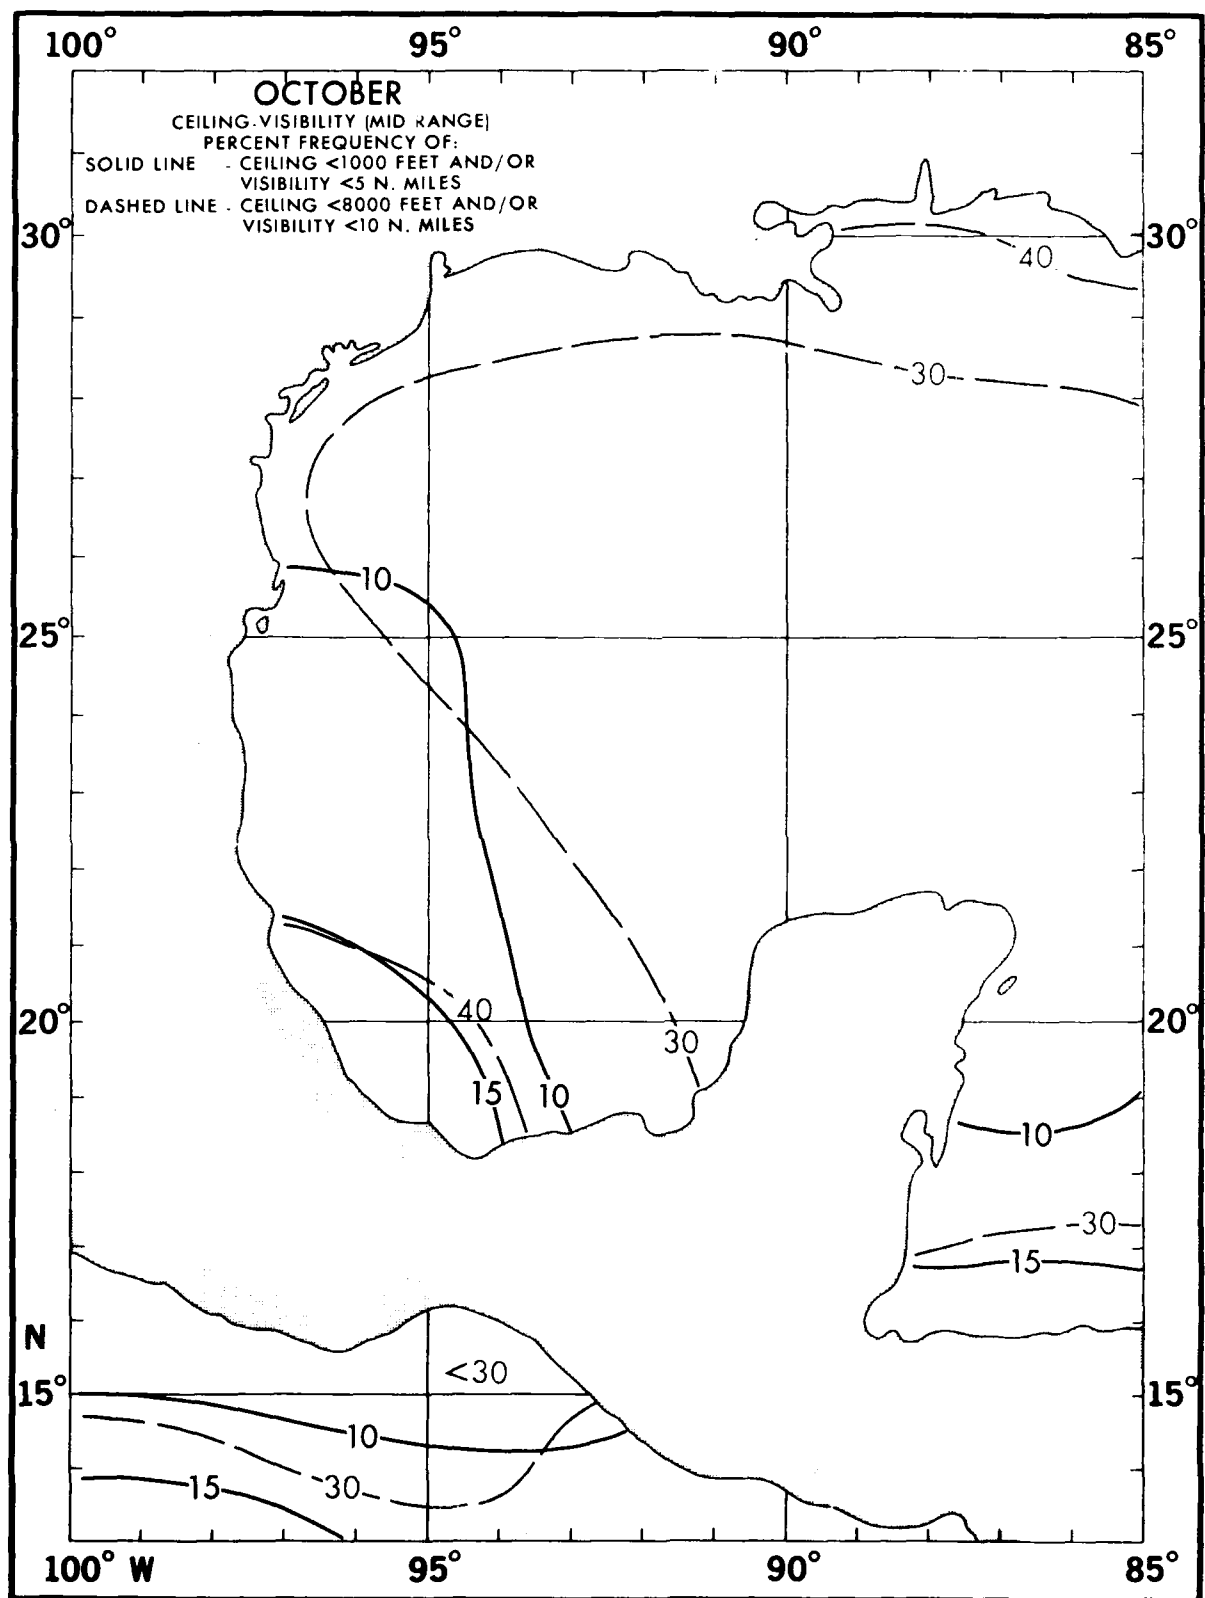 100° 95° 90° 85°
OCTOBER
CEILING-VISIBILITY (MID RANGE)
PERCENT FREQUENCY OF:
SOLID LINE - CEILING <1000 FEET AND/OR
VISIBILITY <5 N. MILES
DASHED LINE - CEILING <8000 FEET AND/OR
VISIBILITY <10 N. MILES
30° 30°
40
30
10
25° 25°
40
20° 20°
30
15 10
10
30
15
N
<30
15° 15°
10
15 30
100° W 95° 90° 85°